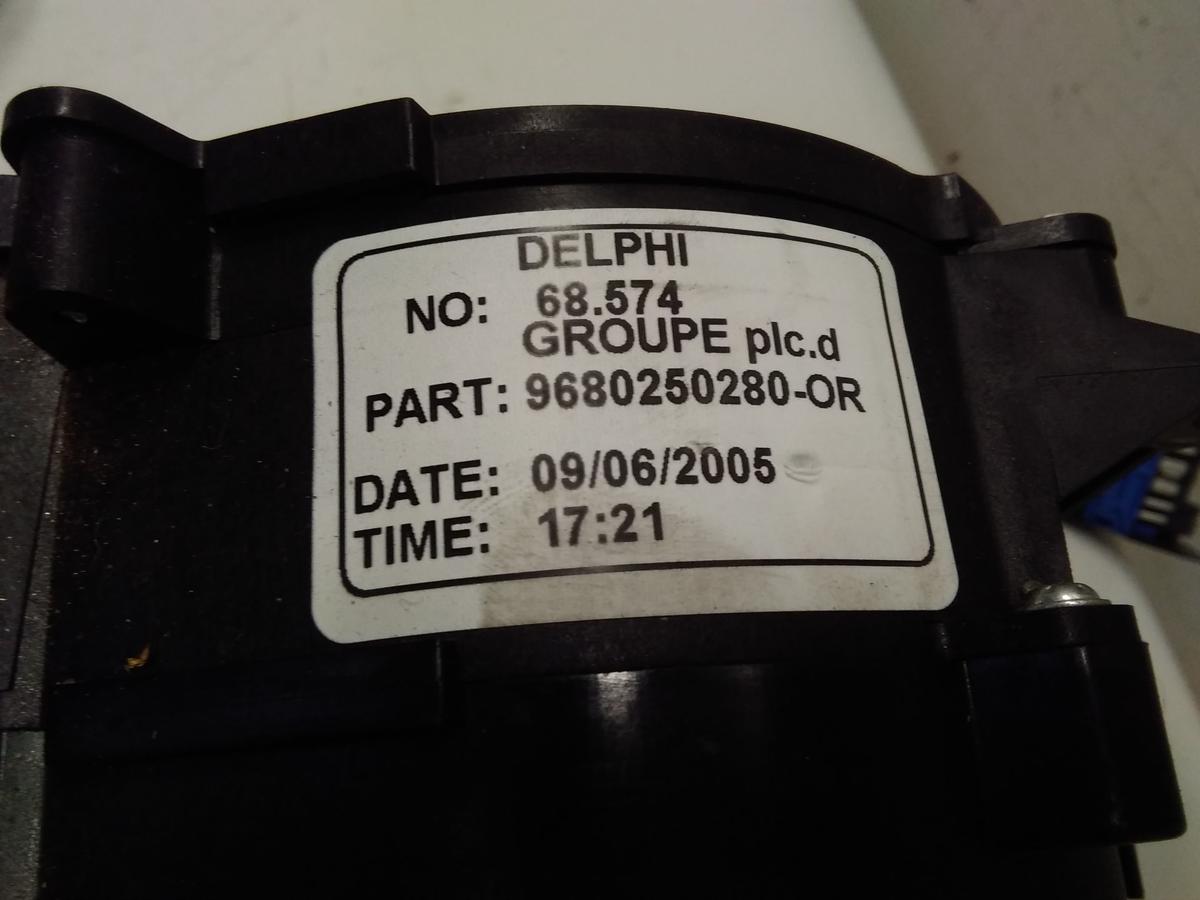 DELPHI
NO: 68.574
GROUPE plc.d
PART: 9680250280-OR
DATE: 09/06/2005
TIME: 17:21